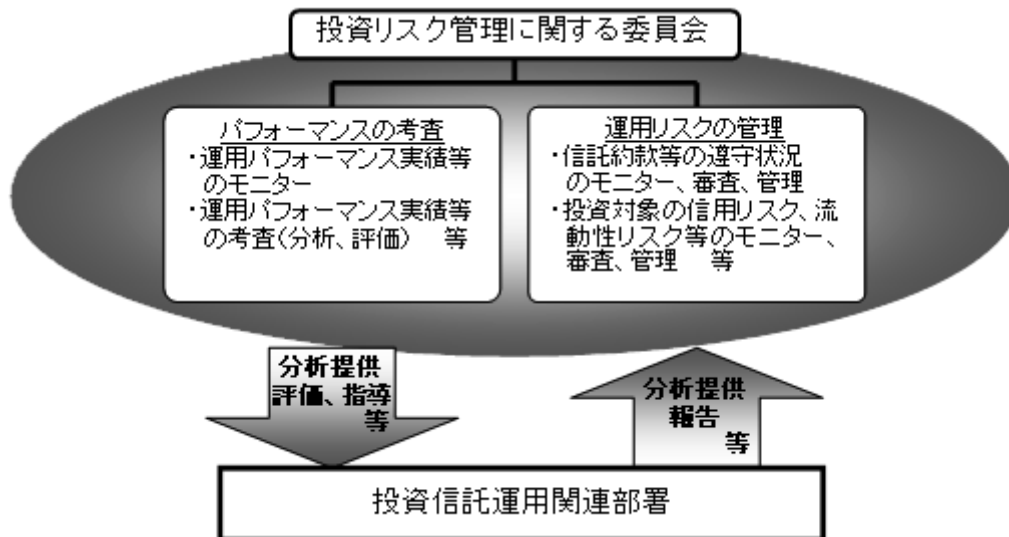 投資リスク管理に関する委員会
パフォーマンスの考査
・運用パフォーマンス実績等
のモニター
・運用パフォーマンス実績等
の考査(分析、評価)　等
運用リスクの管理
・信託約款等の遵守状況
のモニター、審査、管理
・投資対象の信用リスク、流
動性リスク等のモニター、
審査、管理　等
分析提供
評価、指導
等
分析提供
報告
等
投資信託運用関連部署